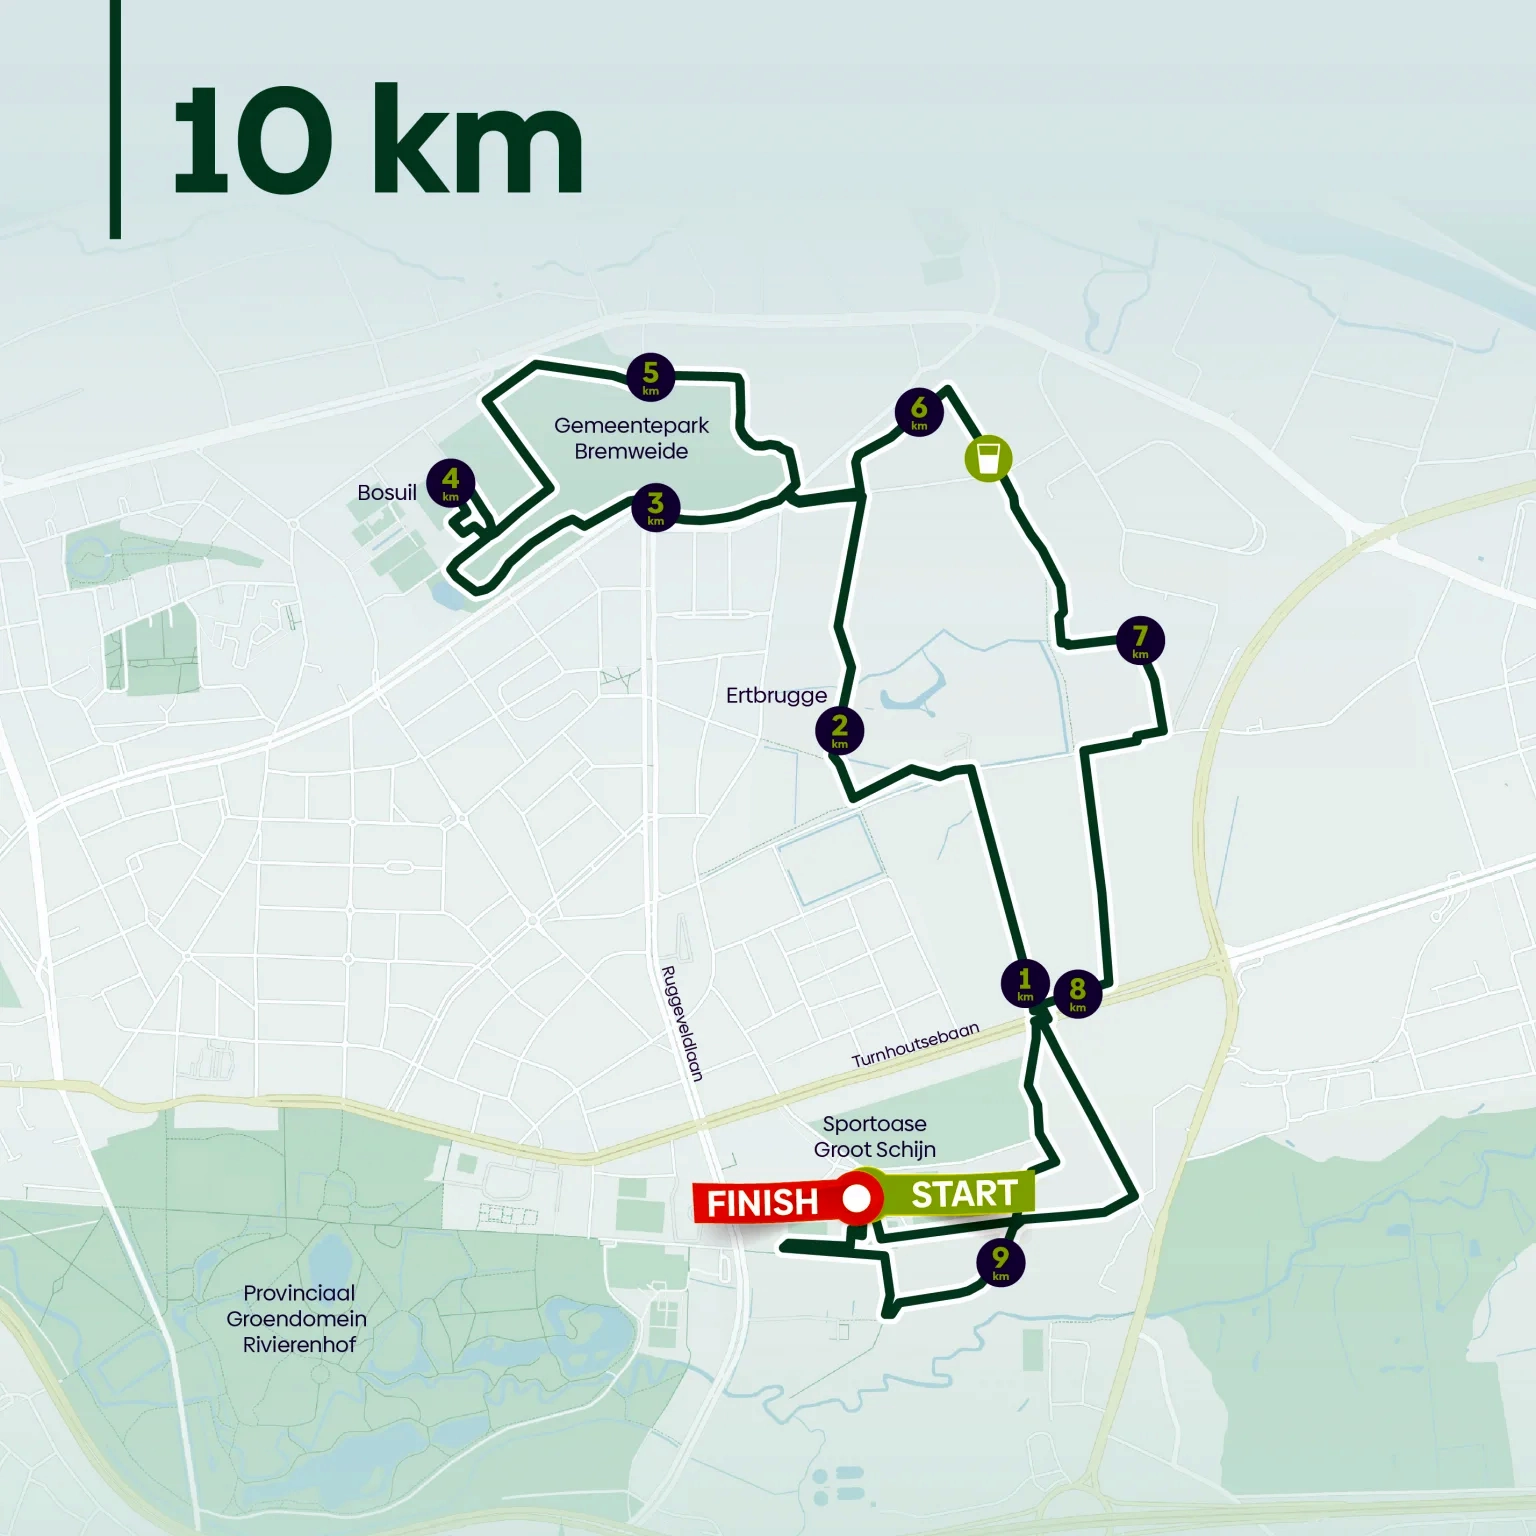 10 km
5
km
6
km
Gemeentepark
Bremweide
4
km
Bosuil
3
km
7
km
Ertbrugge
2
km
1
km
8
km
Ruggeveldlaan
Turnhoutsebaan
Sportoase
Groot Schijn
FINISH
START
9
km
Provinciaal
Groendomein
Rivierenhof